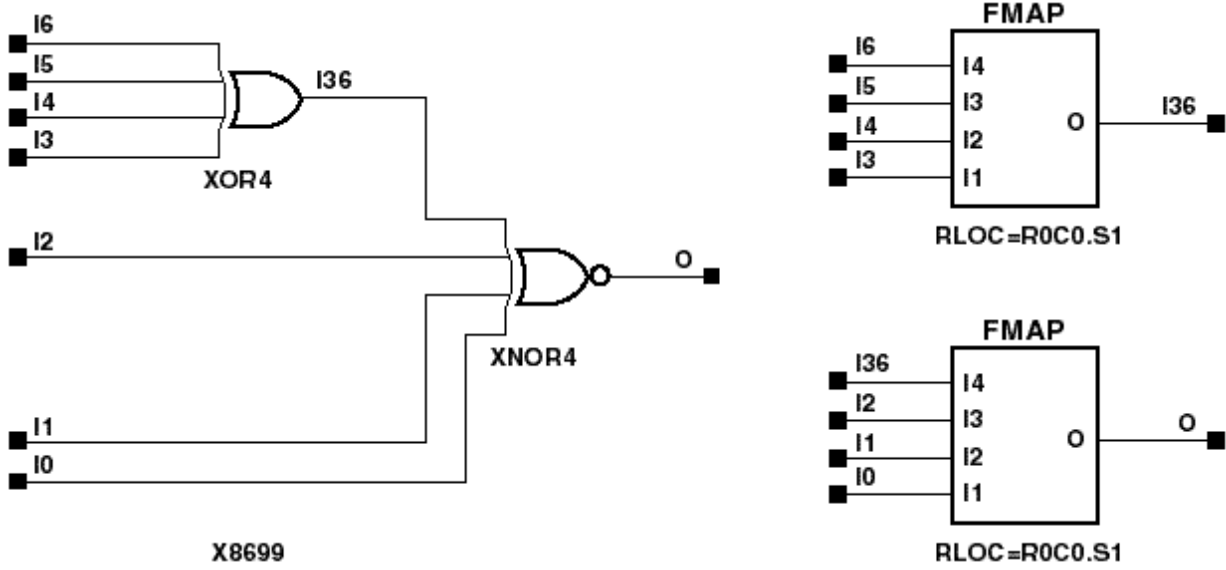 I6
I5
I4
I3
I36
XOR4
I2
O
XNOR4
I1
I0
X8699
FMAP
I6
I5
I4
I3
I4
I3
I2
I1
O
I36
RLOC=R0C0.S1
FMAP
I36
I2
I1
I0
I4
I3
I2
I1
O
O
RLOC=R0C0.S1